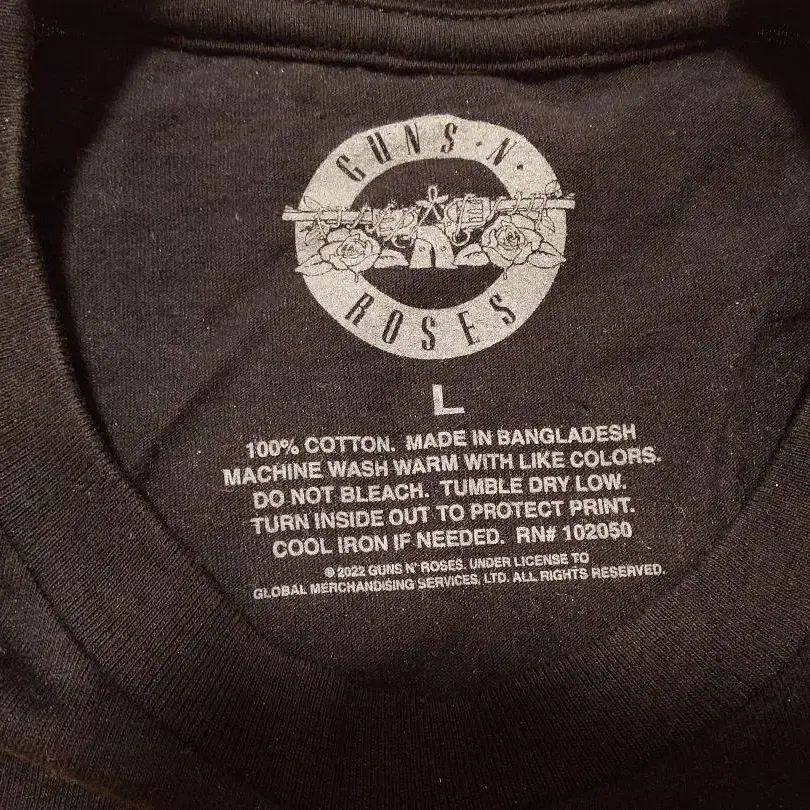 GUNS · N ·
ROSES
L
100% COTTON. MADE IN BANGLADESH
MACHINE WASH WARM WITH LIKE COLORS.
DO NOT BLEACH. TUMBLE DRY LOW.
TURN INSIDE OUT TO PROTECT PRINT.
COOL IRON IF NEEDED. RN# 102050
© 2022 GUNS N' ROSES. UNDER LICENSE TO
GLOBAL MERCHANDISING SERVICES, LTD. ALL RIGHTS RESERVED.